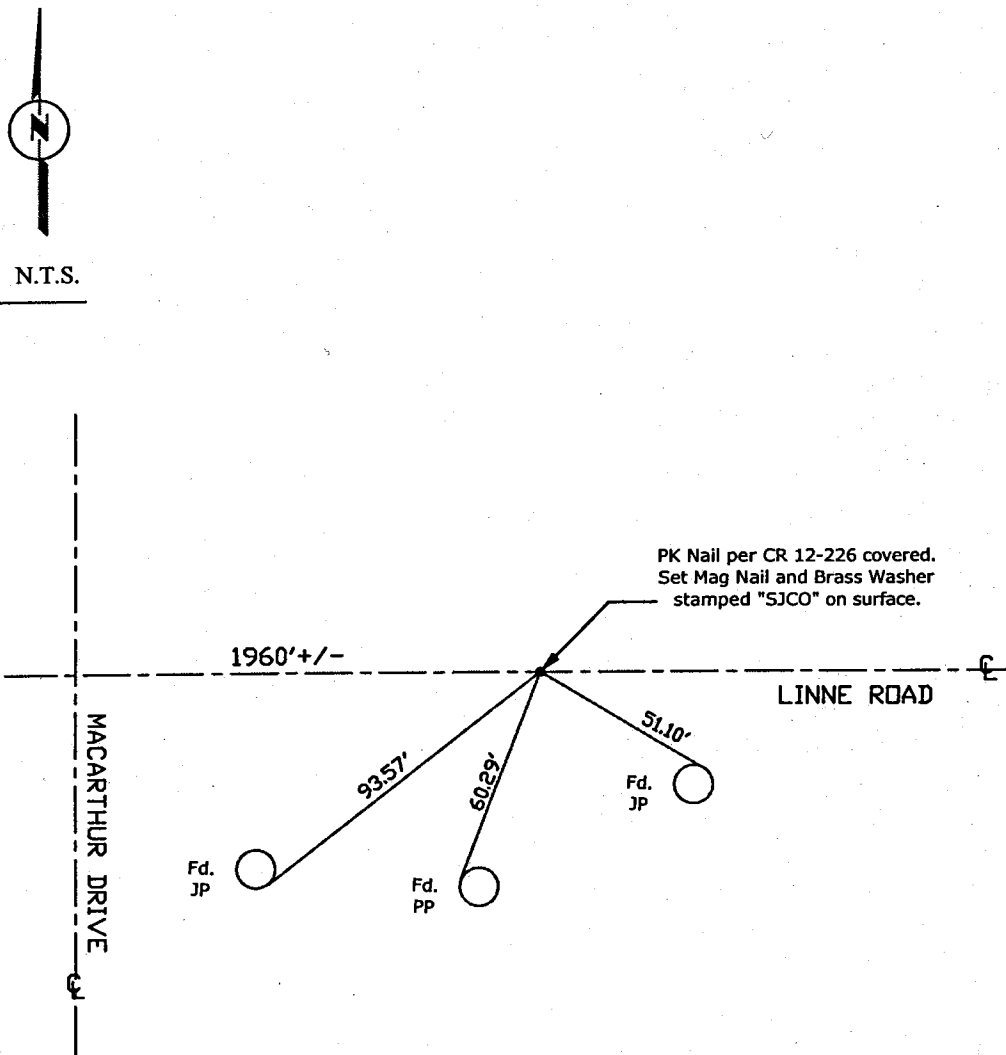 N
N.T.S.
PK Nail per CR 12-226 covered.
Set Mag Nail and Brass Washer
stamped "SJCO" on surface.
1960'+/-
℄
LINNE ROAD
MACARTHUR DRIVE
℄
93.57'
60.29'
51.10'
Fd.
JP
Fd.
JP
Fd.
PP